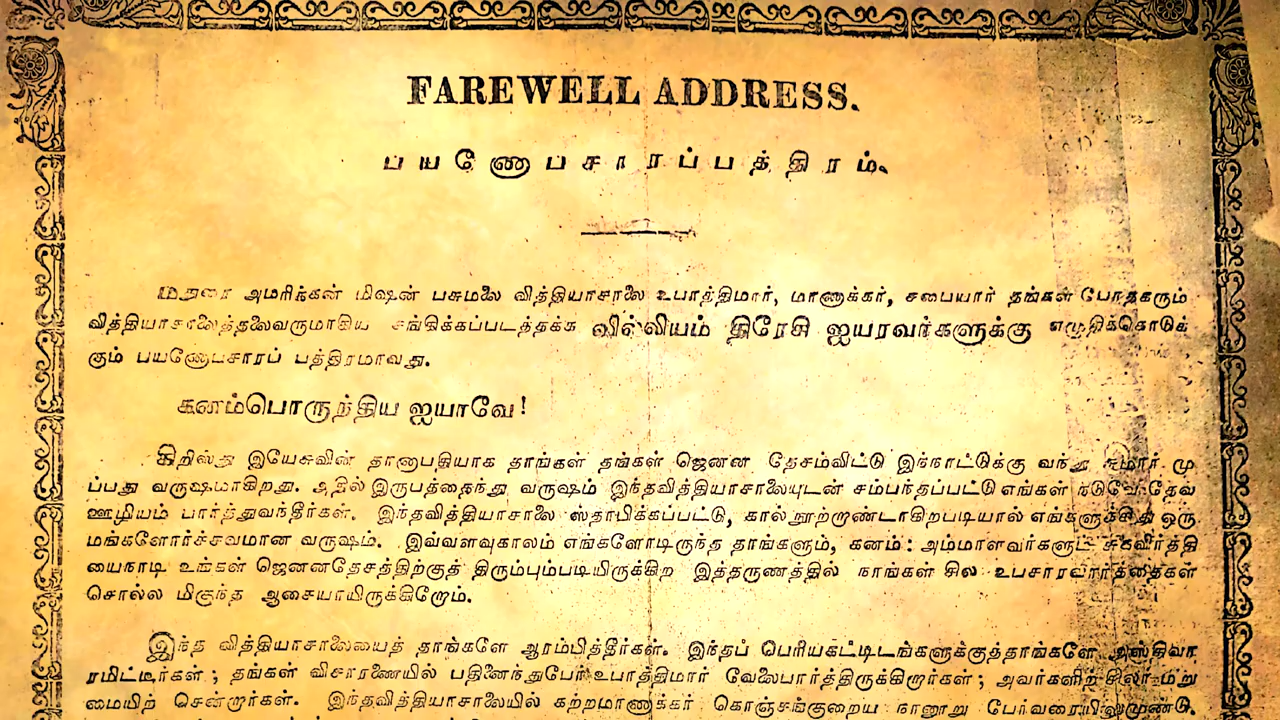 FAREWELL ADDRESS.
பயணோபசாரப்பத்திரம்.
மதுரை அமரிக்கன் மிஷன் பசுமலை வித்தியாசாலை உபாத்திமார், மாணாக்கர், சபையார் தங்கள் போதகரும்
வித்தியாசாலைத்தலைவருமாகிய சங்கிக்கப்படத்தக்க வில்லியம் திரேசி ஐயரவர்களுக்கு எழுதிக்கொடுக்
கும் பயணோபசாரப் பத்திரமாவது.
கனம்பொருந்திய ஐயாவே!
கிறிஸ்து இயேசுவின் தானாபதியாக தாங்கள் தங்கள் ஜெனன தேசம்விட்டு இந்நாட்டுக்கு வந்து சுமார் மு
ப்பது வருஷமாகிறது. அதில் இருபத்தைந்து வருஷம் இந்தவித்தியாசாலையுடன் சம்பந்தப்பட்டு எங்கள் நடுவே தேவ
ஊழியம் பார்த்துவந்தீர்கள். இந்தவித்தியாசாலை ஸ்தாபிக்கப்பட்டு, கால் நூற்றாண்டாகிறபடியால் எங்களுக்கிது ஒரு
மங்களோர்ச்சவமான வருஷம். இவ்வளவுகாலம் எங்களோடிருந்த தாங்களும், கனம்: அம்மாளவர்களும்
யைநாடி உங்கள் ஜெனனதேசத்திற்குத் திரும்பும்படியிருக்கிற இத்தருணத்தில் நாங்கள் சில உபசாரவார்த்தைகள்
சொல்ல மிகுந்த ஆசையாயிருக்கிறோம்.
இந்த வித்தியாசாலையைத் தாங்களே ஆரம்பித்தீர்கள். இந்தப் பெரியகட்டிடங்களுக்குத்தாங்களே அஸ்திவா
ரமிட்டீர்கள்; தங்கள் விசாரணையில் பதினைந்துபேர் உபாத்திமார் வேலைபார்த்திருக்கிறார்கள்; அவர்களிற் சிலர் மறு
மையிற் சென்றார்கள். இந்தவித்தியாசாலையில் கற்றமாணாக்கர் கொஞ்சங்குறைய நானூறு பேர்வரையிலுமுண்டு.